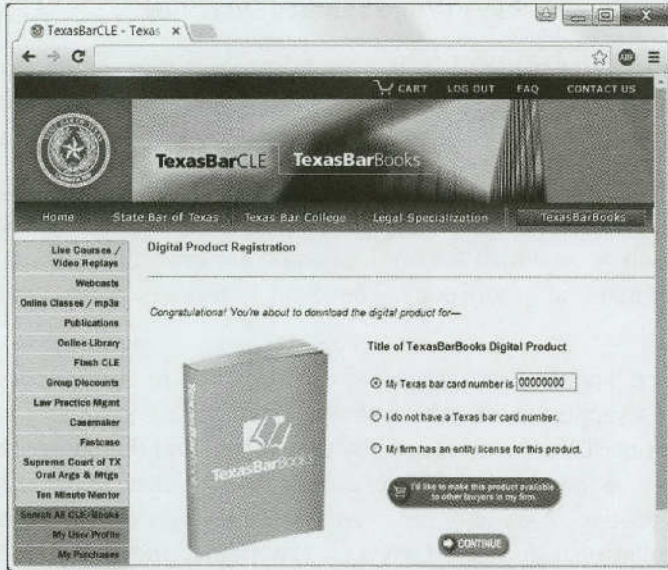 TexasBarCLE - Texas
ABP
CART LOG OUT FAQ CONTACT US
TexasBarCLE TexasBarBooks
Home State Bar of Texas Texas Bar College Legal Specialization TexasBarBooks
Live Courses /
Video Replays
Webcasts
Online Classes / mp3s
Publications
Online Library
Flash CLE
Group Discounts
Law Practice Mgmt
Casemaker
Fastcase
Supreme Court of TX
Oral Args & Mtgs
Ten Minute Mentor
Search All CLE/Books
My User Profile
My Purchases
Digital Product Registration
Congratulations! You're about to download the digital product for—
TexasBarBooks
TexasBarBooks
Title of TexasBarBooks Digital Product
My Texas bar card number is 00000000
I do not have a Texas bar card number.
My firm has an entity license for this product.
I'd like to make this product available
to other lawyers in my firm.
CONTINUE